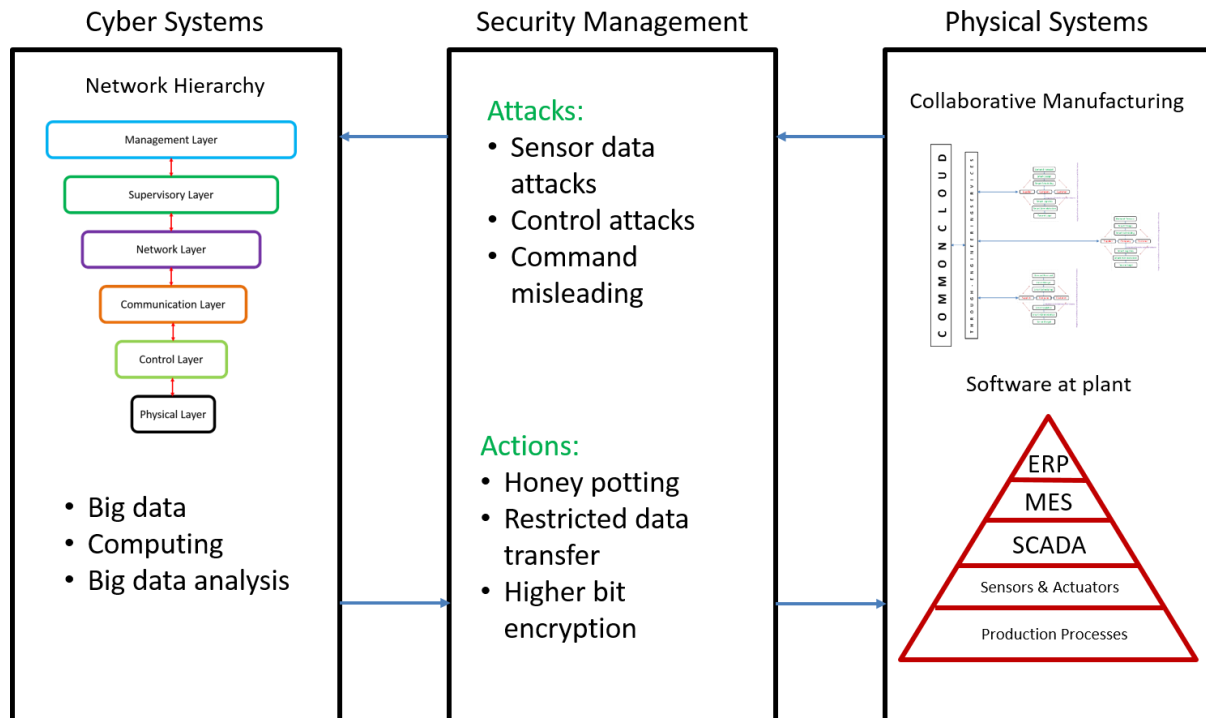 Cyber Systems
Network Hierarchy
Management Layer
Supervisory Layer
Network Layer
Communication Layer
Control Layer
Physical Layer
• Big data
• Computing
• Big data analysis
Security Management
Attacks:
• Sensor data
attacks
• Control attacks
• Command
misleading
Actions:
• Honey potting
• Restricted data
transfer
• Higher bit
encryption
Physical Systems
Collaborative Manufacturing
COMMON CLOUD
THROUGH-ENGINEERING SERVICES
Software at plant
ERP
MES
SCADA
Sensors & Actuators
Production Processes